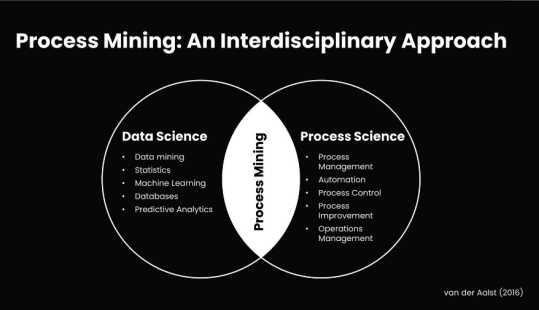 Process Mining: An Interdisciplinary Approach
Data Science
• Data mining
• Statistics
• Machine Learning
• Databases
• Predictive Analytics
Process Mining
Process Science
• Process
Management
• Automation
• Process Control
• Process
Improvement
• Operations
Management
van der Aalst (2016)